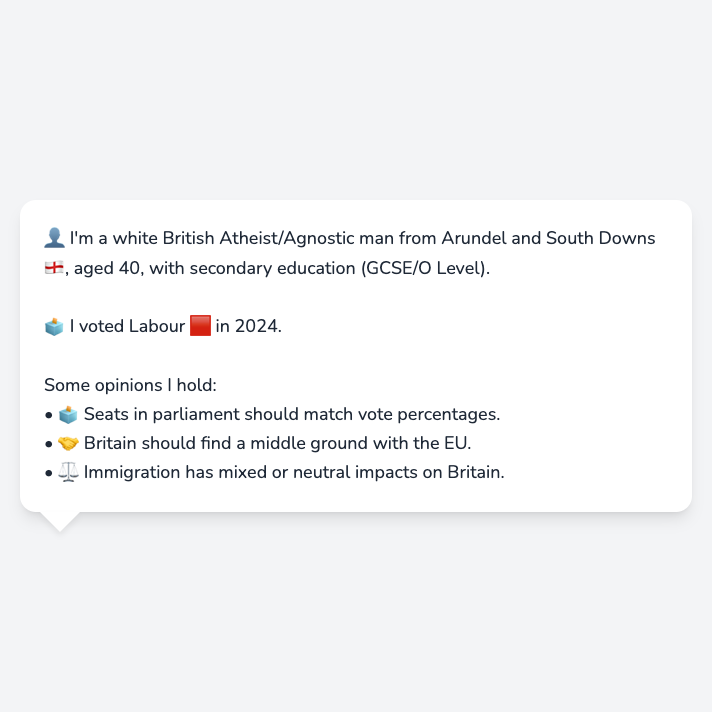 👤 I'm a white British Atheist/Agnostic man from Arundel and South Downs
🏴󠁧󠁢󠁥󠁮󠁧󠁿, aged 40, with secondary education (GCSE/O Level).
🗳️ I voted Labour 🟥 in 2024.
Some opinions I hold:
• 🗳️ Seats in parliament should match vote percentages.
• 🤝 Britain should find a middle ground with the EU.
• ⚖️ Immigration has mixed or neutral impacts on Britain.